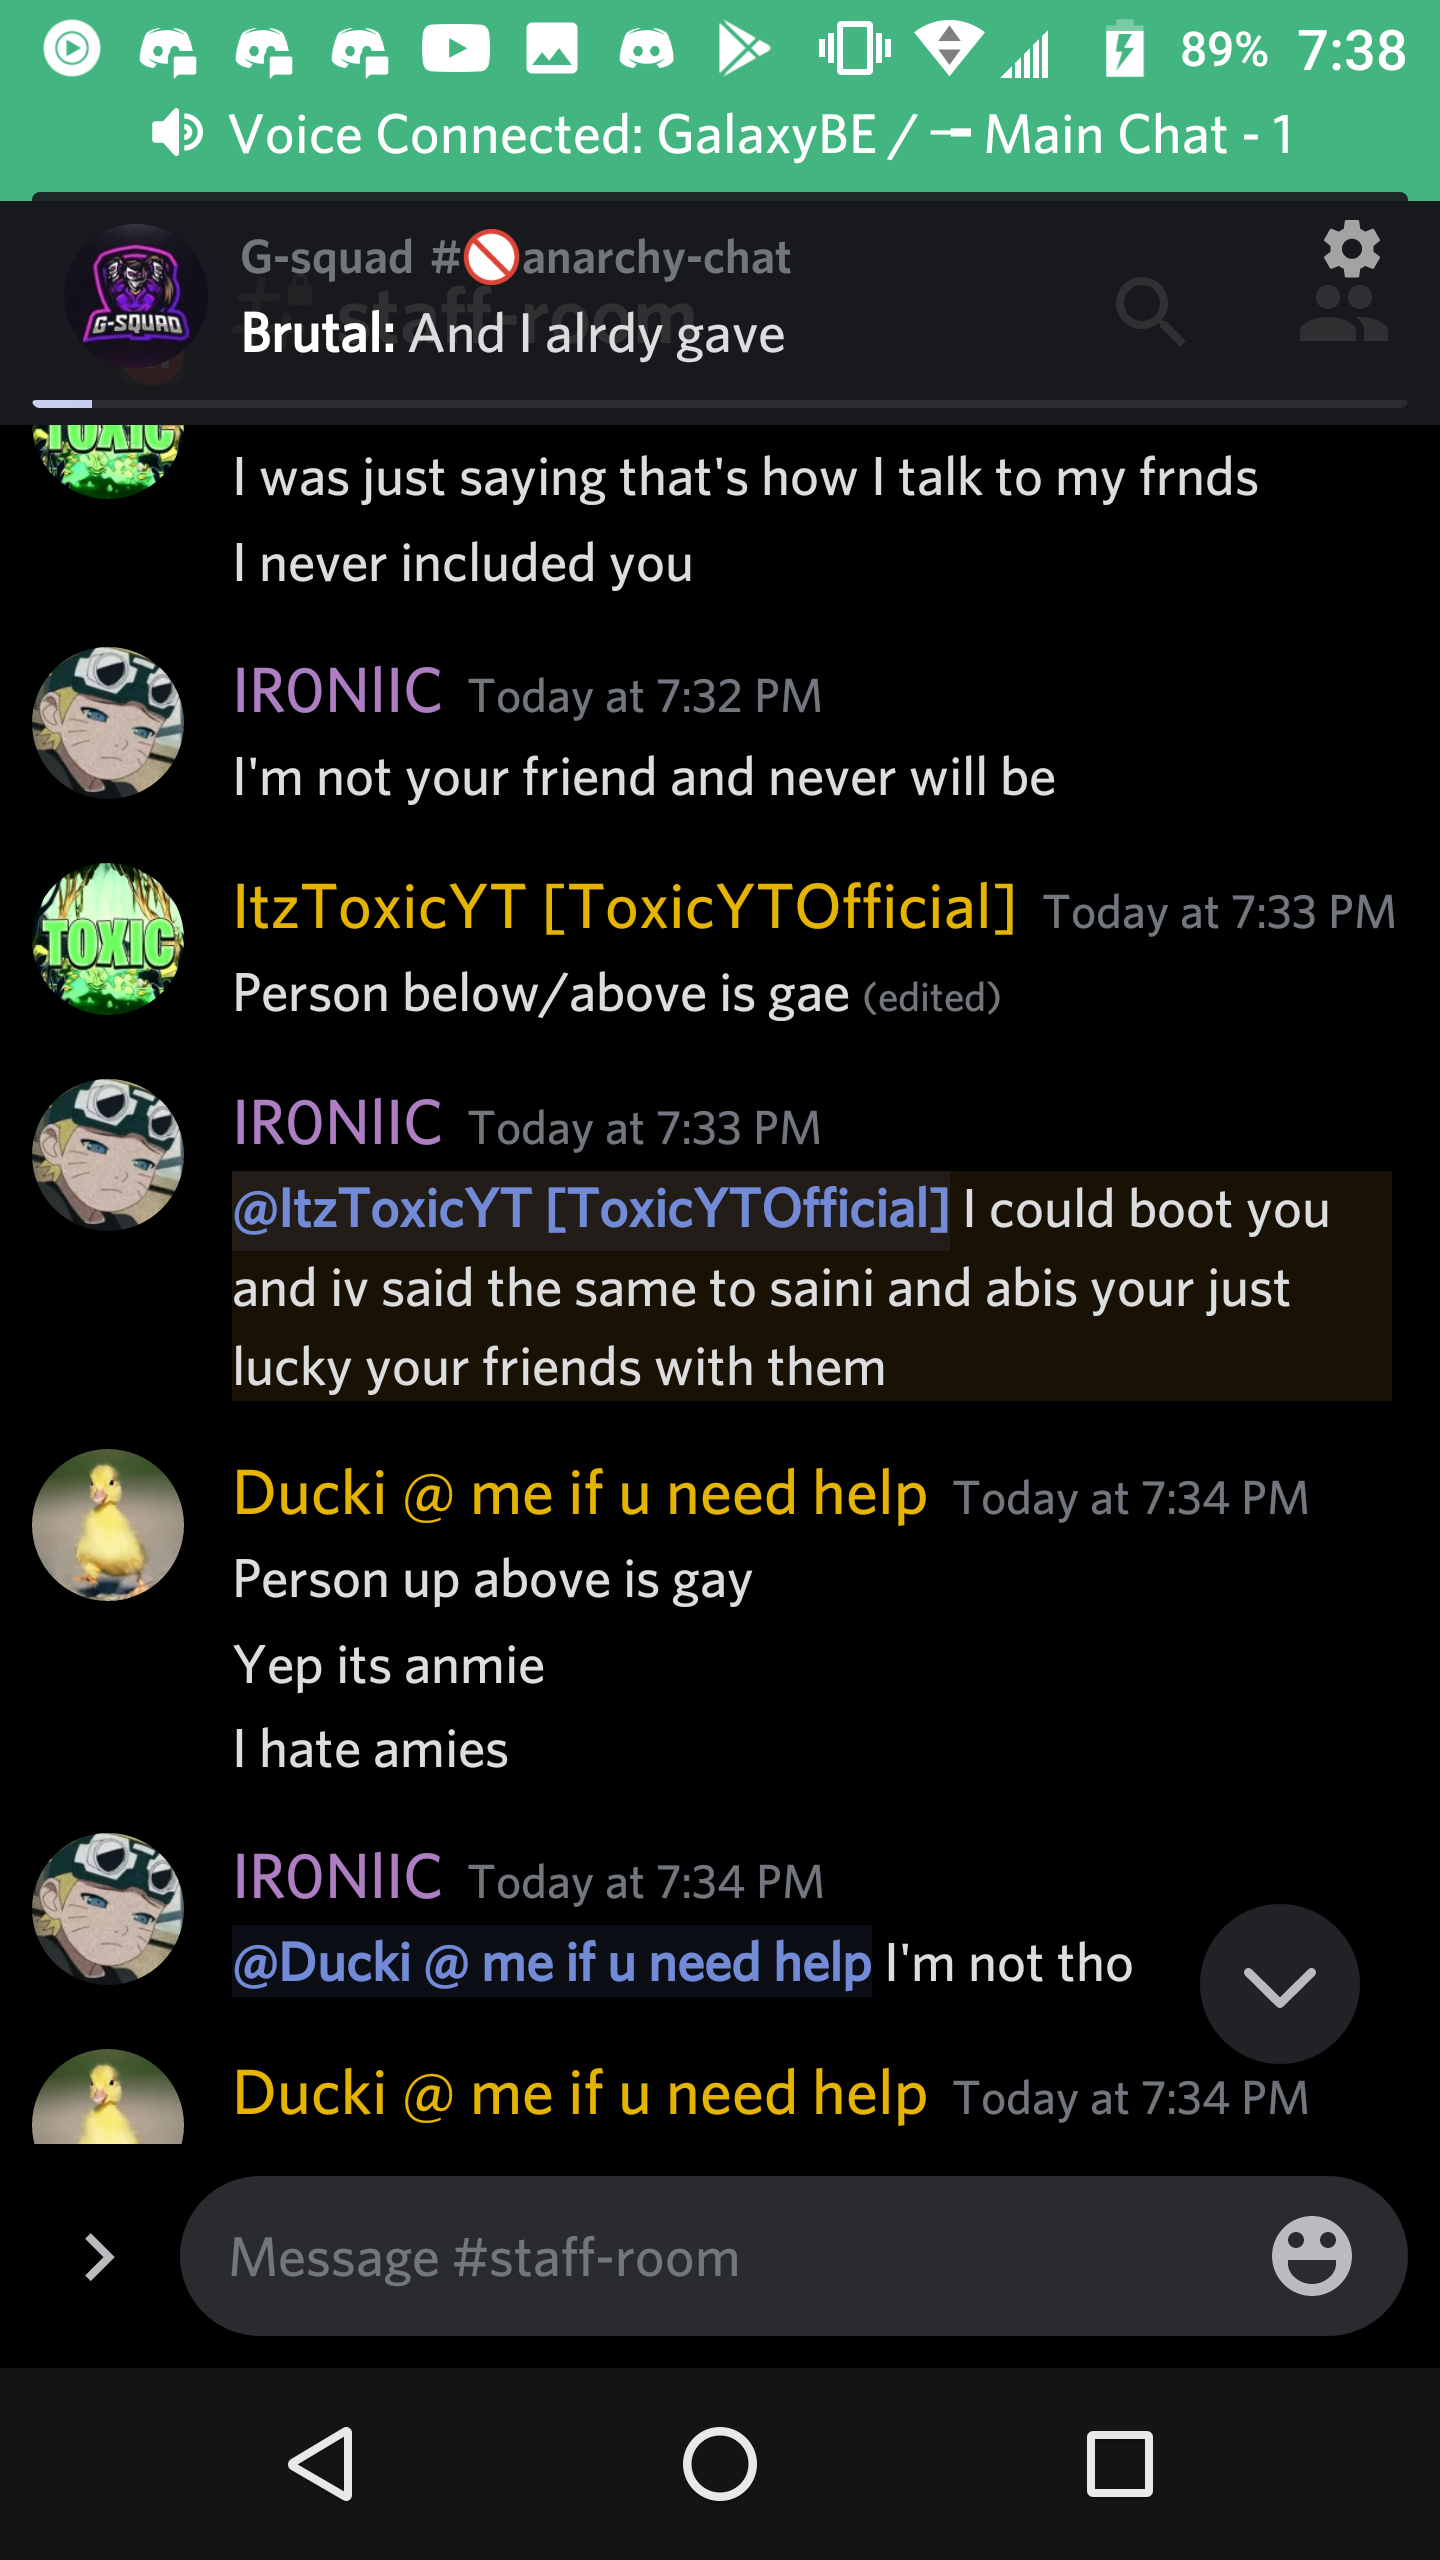 89% 7:38
Voice Connected: GalaxyBE / ─╼ Main Chat - 1
G-squad #🚫anarchy-chat
staff-room
Brutal: And I alrdy gave
G-SQUAD
TOXIC
I was just saying that's how I talk to my frnds
I never included you
IR0NllC Today at 7:32 PM
I'm not your friend and never will be
ItzToxicYT [ToxicYTOfficial] Today at 7:33 PM
TOXIC
Person below/above is gae (edited)
IR0NllC Today at 7:33 PM
@ItzToxicYT [ToxicYTOfficial] I could boot you
and iv said the same to saini and abis your just
lucky your friends with them
Ducki @ me if u need help Today at 7:34 PM
Person up above is gay
Yep its anmie
I hate amies
IR0NllC Today at 7:34 PM
@Ducki @ me if u need help I'm not tho
Ducki @ me if u need help Today at 7:34 PM
Message #staff-room